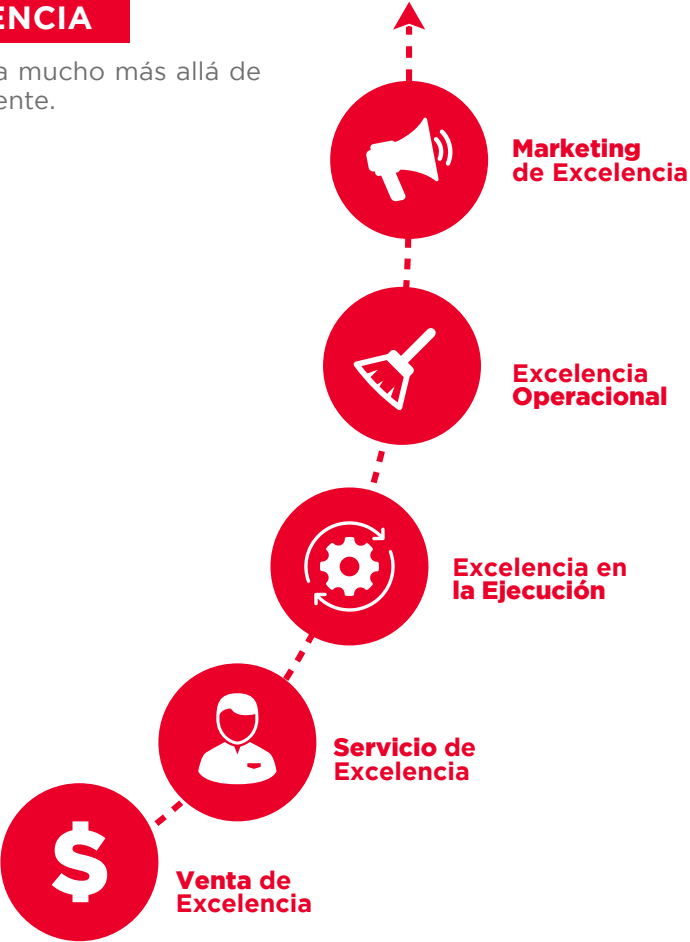 ENCIA
a mucho más allá de
ente.
Marketing
de Excelencia
Excelencia
Operacional
Excelencia en
la Ejecución
Servicio de
Excelencia
$
Venta de
Excelencia